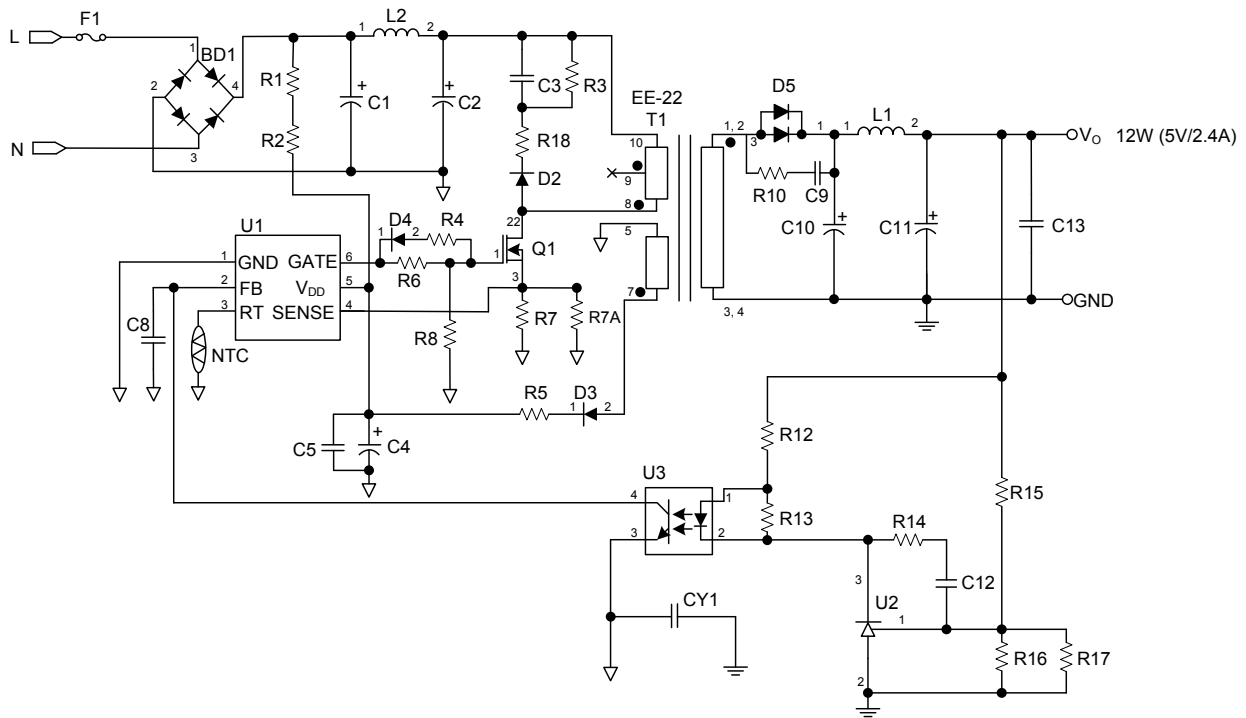 L
F1
L2
1
2
1
BD1
2
4
3
N
R1
R2
C1
C2
C3
R3
R18
D2
EE-22
T1
10
9
8
5
7
1, 2
3, 4
D5
3
1
1
L1
2
R10
C9
C10
C11
C13
VO
12W (5V/2.4A)
GND
U1
1
GND
GATE
6
2
FB
VDD
5
3
RT
SENSE
4
D4
1
2
R4
R6
22
1
Q1
3
R8
R7
R7A
C8
NTC
R5
D3
1
2
C5
C4
U3
4
1
3
2
R12
R13
R14
R15
C12
3
U2
1
2
R16
R17
CY1